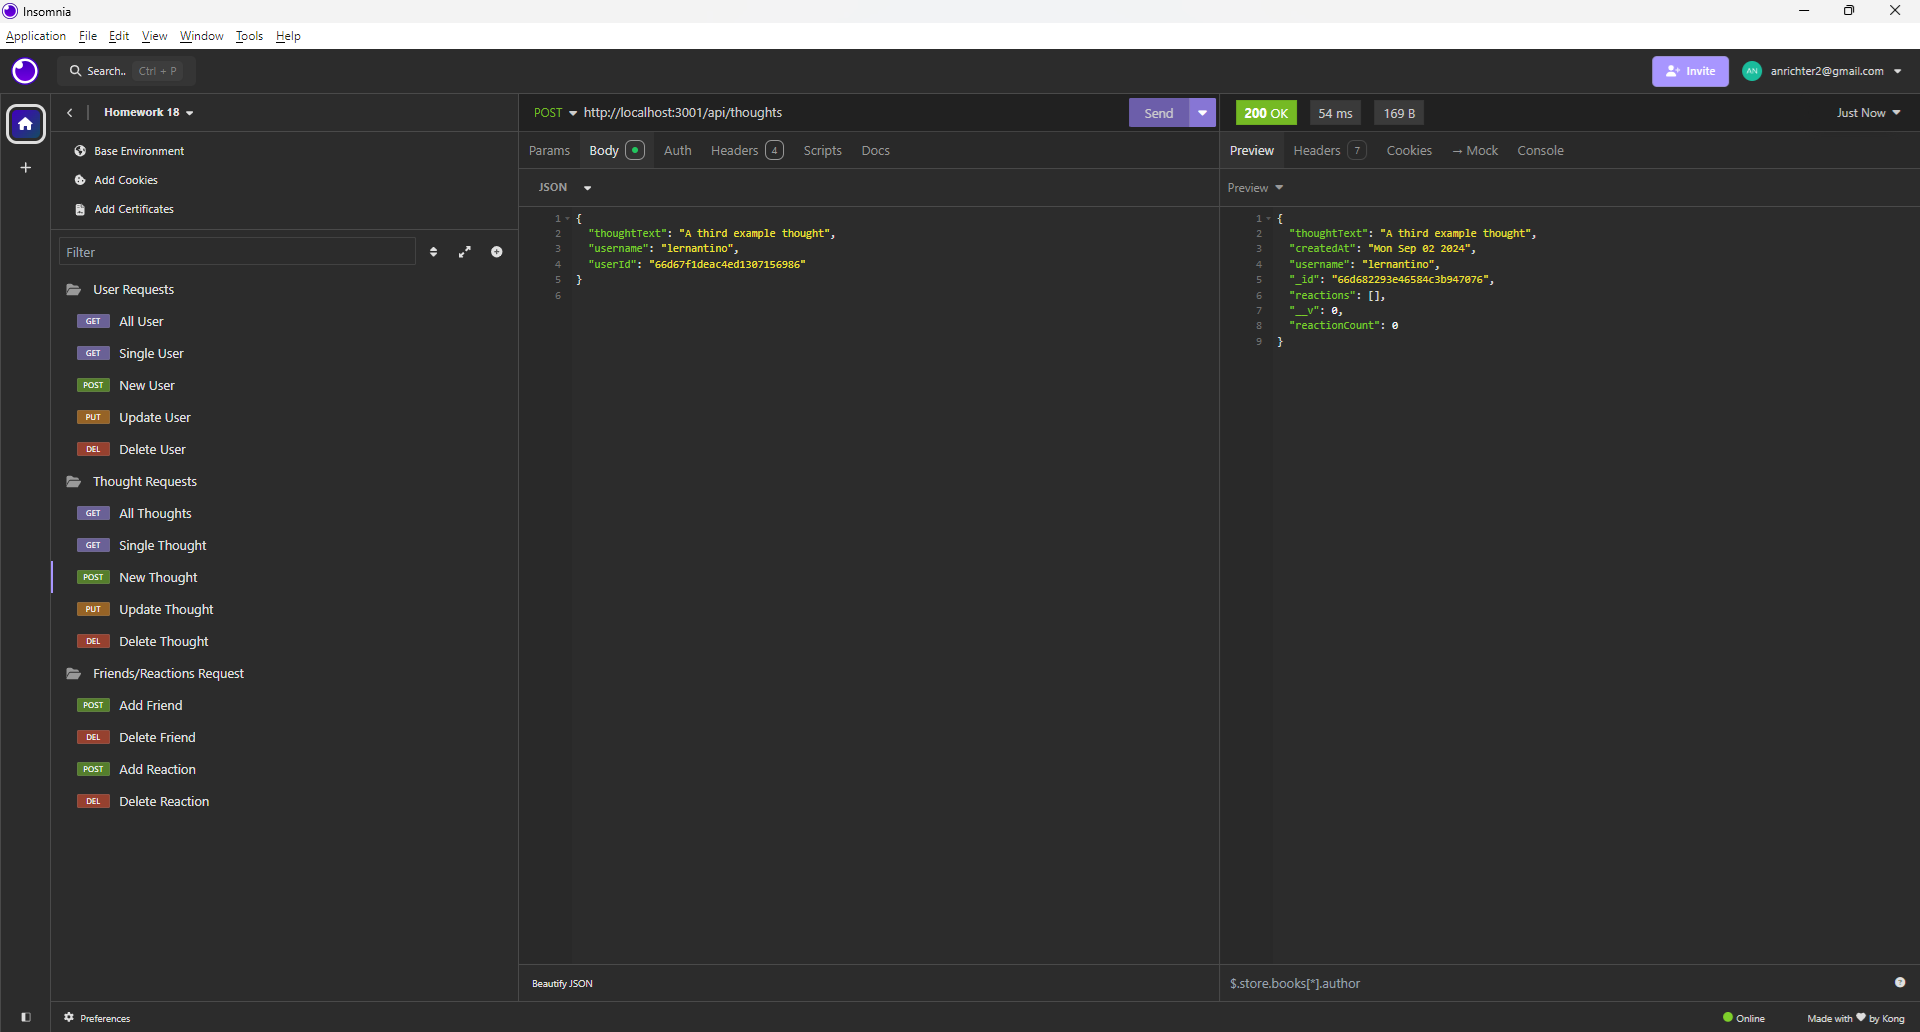 Insomnia
Application File Edit View Window Tools Help
Search.. Ctrl + P
Invite AN anrichter2@gmail.com
Homework 18
Base Environment
Add Cookies
Add Certificates
Filter
User Requests
GET All User
GET Single User
POST New User
PUT Update User
DEL Delete User
Thought Requests
GET All Thoughts
GET Single Thought
POST New Thought
PUT Update Thought
DEL Delete Thought
Friends/Reactions Request
POST Add Friend
DEL Delete Friend
POST Add Reaction
DEL Delete Reaction
POST http://localhost:3001/api/thoughts Send
Params Body Auth Headers 4 Scripts Docs
JSON
1 {
2 "thoughtText": "A third example thought",
3 "username": "lernantino",
4 "userId": "66d67f1deac4ed1307156986"
5 }
6
Beautify JSON
200 OK 54 ms 169 B Just Now
Preview Headers 7 Cookies → Mock Console
Preview
1 {
2 "thoughtText": "A third example thought",
3 "createdAt": "Mon Sep 02 2024",
4 "username": "lernantino",
5 "_id": "66d682293e46584c3b947076",
6 "reactions": [],
7 "__v": 0,
8 "reactionCount": 0
9 }
$.store.books[*].author
Preferences
Online Made with ♥ by Kong